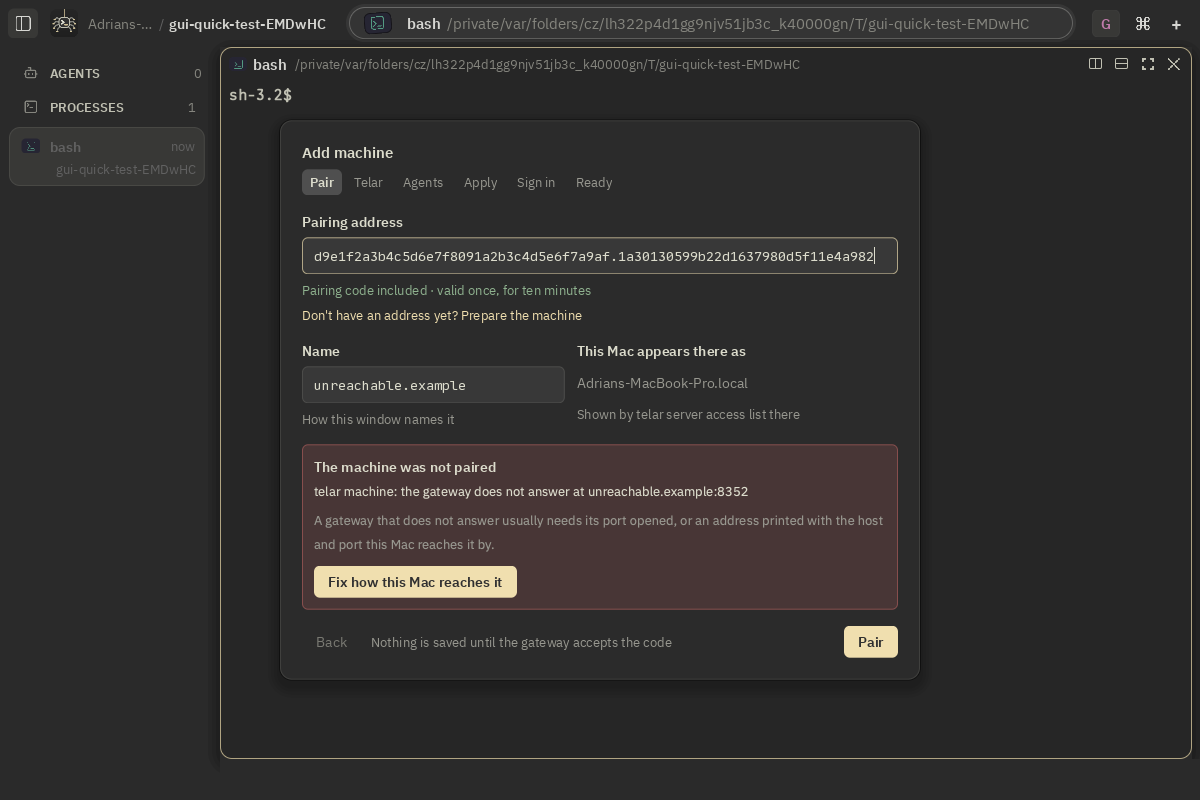 Adrians-... / gui-quick-test-EMDwHC
bash /private/var/folders/cz/lh322p4d1gg9njv51jb3c_k40000gn/T/gui-quick-test-EMDwHC
G ⌘ +
AGENTS 0
PROCESSES 1
bash now
gui-quick-test-EMDwHC
bash /private/var/folders/cz/lh322p4d1gg9njv51jb3c_k40000gn/T/gui-quick-test-EMDwHC
sh-3.2$
Add machine
Pair Telar Agents Apply Sign in Ready
Pairing address
d9e1f2a3b4c5d6e7f8091a2b3c4d5e6f7a9af.1a30130599b22d1637980d5f11e4a982
Pairing code included · valid once, for ten minutes
Don't have an address yet? Prepare the machine
Name
unreachable.example
How this window names it
This Mac appears there as
Adrians-MacBook-Pro.local
Shown by telar server access list there
The machine was not paired
telar machine: the gateway does not answer at unreachable.example:8352
A gateway that does not answer usually needs its port opened, or an address printed with the host
and port this Mac reaches it by.
Fix how this Mac reaches it
Back Nothing is saved until the gateway accepts the code Pair